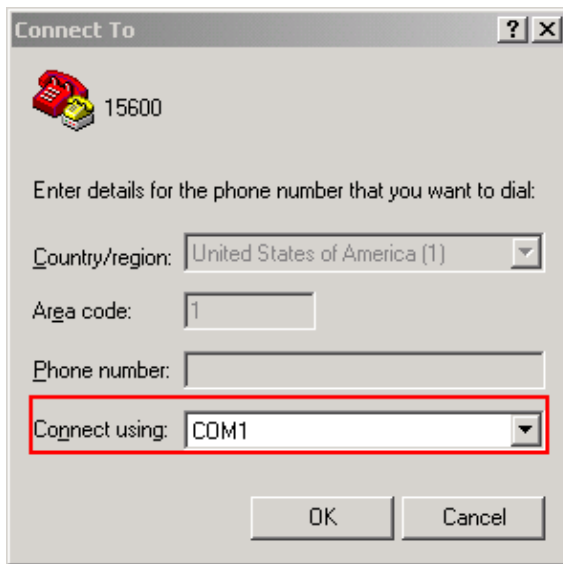 Connect To
15600
Enter details for the phone number that you want to dial:
Country/region: United States of America (1)
Area code: 1
Phone number:
Connect using: COM1
OK Cancel